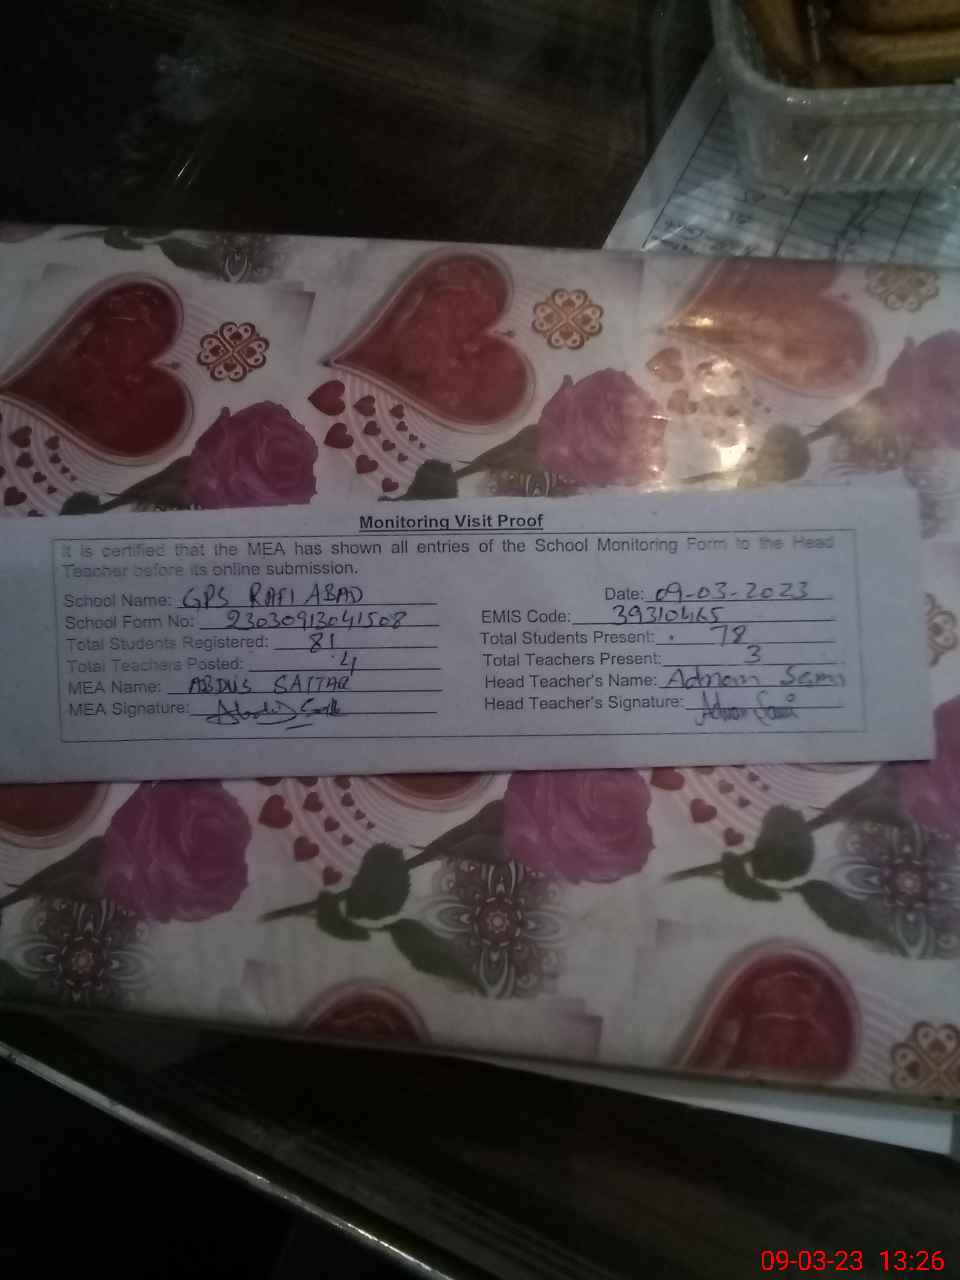 Monitoring Visit Proof
It is certified that the MEA has shown all entries of the School Monitoring Form to the Head
Teacher before its online submission.
School Name: GPS RAFI ABAD Date: 09-03-2023
School Form No: 23030913041508 EMIS Code: 39310465
Total Students Registered: 81 Total Students Present: 78
Total Teachers Posted: 4 Total Teachers Present: 3
MEA Name: ABDUS SATTAR Head Teacher's Name: Adnan Sami
MEA Signature: Head Teacher's Signature: Adnan Sami
09-03-23 13:26